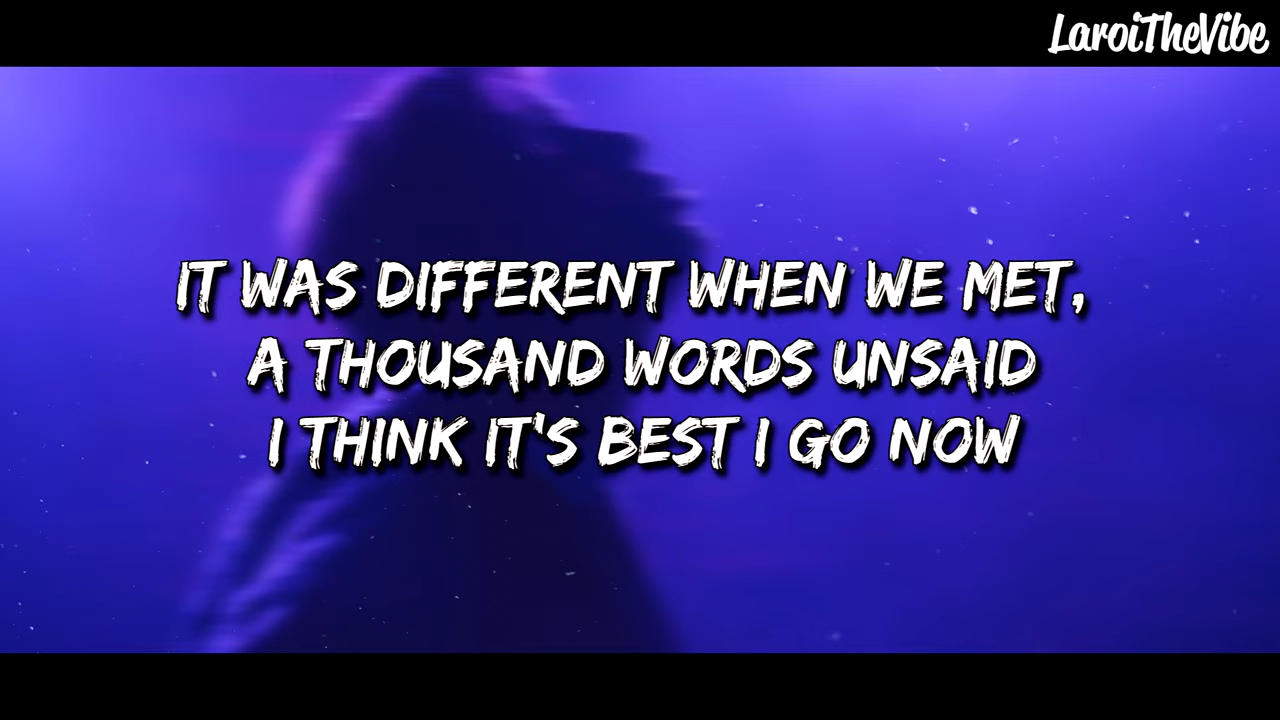 LaroiTheVibe
IT WAS DIFFERENT WHEN WE MET,
A THOUSAND WORDS UNSAID
I THINK IT'S BEST I GO NOW